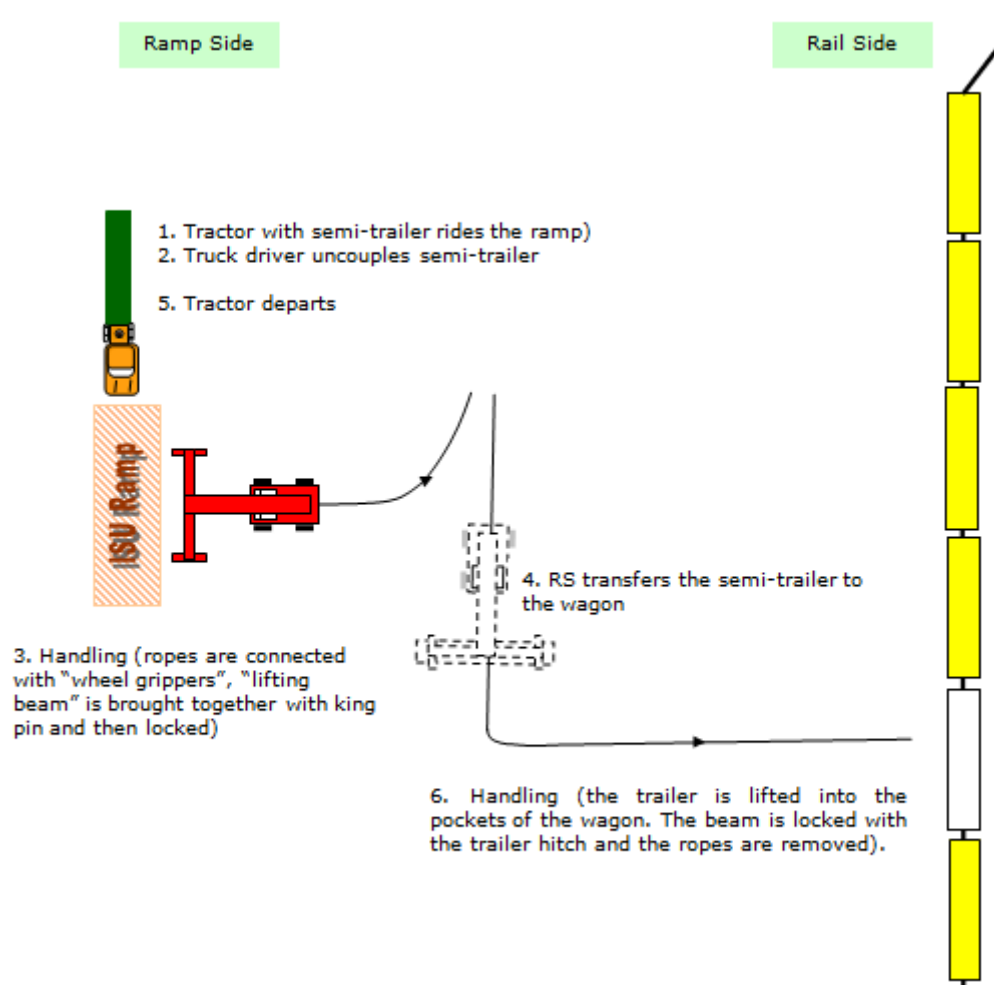 Ramp Side
Rail Side
1. Tractor with semi-trailer rides the ramp)
2. Truck driver uncouples semi-trailer
5. Tractor departs
ISU Ramp
4. RS transfers the semi-trailer to
the wagon
3. Handling (ropes are connected
with “wheel grippers”, “lifting
beam” is brought together with king
pin and then locked)
6. Handling (the trailer is lifted into the
pockets of the wagon. The beam is locked with
the trailer hitch and the ropes are removed).